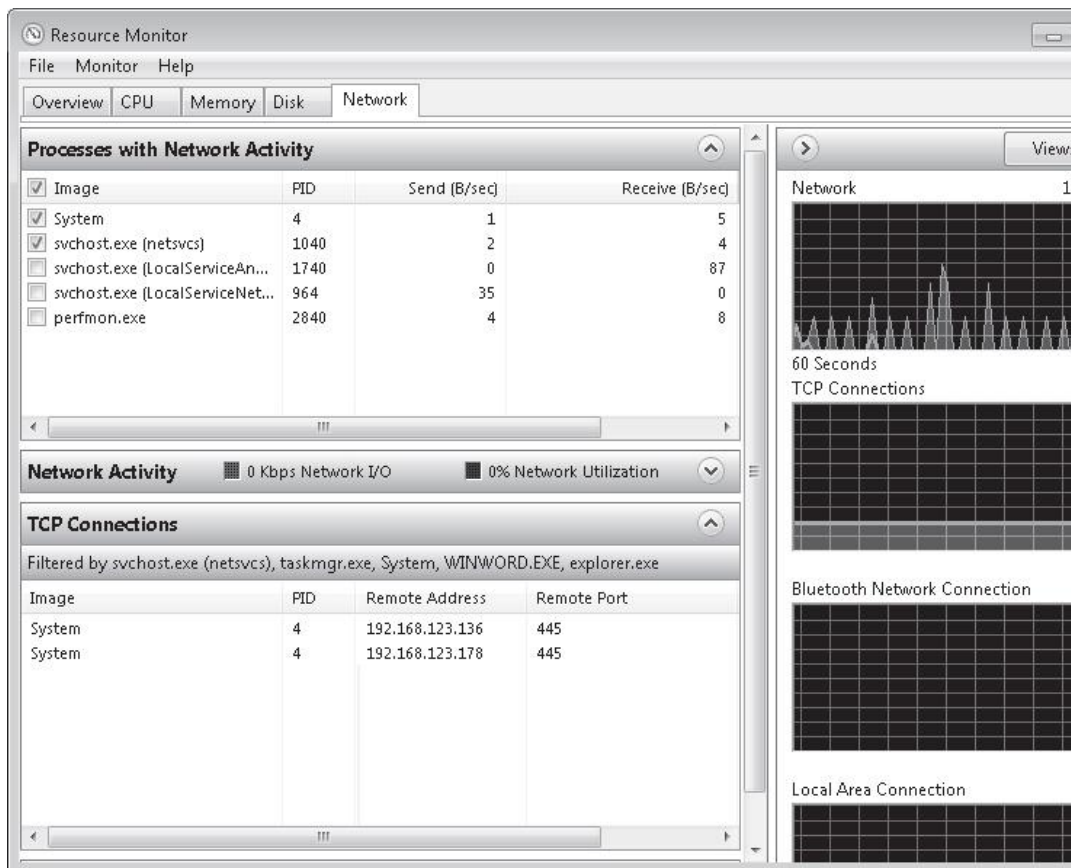 Resource Monitor
File Monitor Help
Overview CPU Memory Disk Network
Processes with Network Activity
Image PID Send (B/sec) Receive (B/sec)
System 4 1 5
svchost.exe (netsvcs) 1040 2 4
svchost.exe (LocalServiceAn... 1740 0 87
svchost.exe (LocalServiceNet... 964 35 0
perfmon.exe 2840 4 8
Network Activity 0 Kbps Network I/O 0% Network Utilization
TCP Connections
Filtered by svchost.exe (netsvcs), taskmgr.exe, System, WINWORD.EXE, explorer.exe
Image PID Remote Address Remote Port
System 4 192.168.123.136 445
System 4 192.168.123.178 445
Views
Network 1
60 Seconds
TCP Connections
Bluetooth Network Connection
Local Area Connection